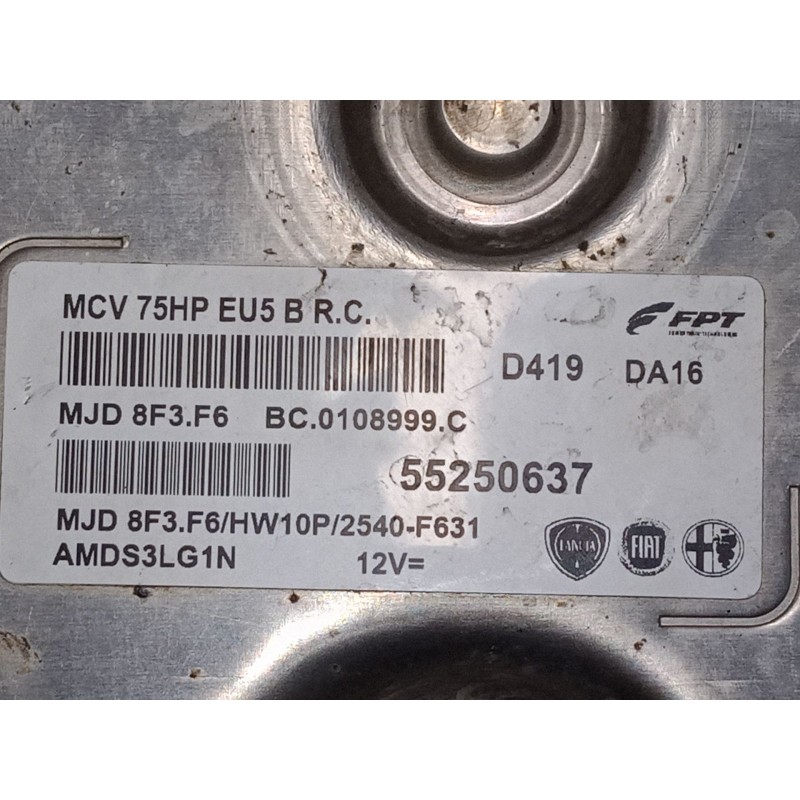 MCV 75HP EU5 B R.C.
FPT
D419 DA16
MJD 8F3.F6 BC.0108999.C
55250637
MJD 8F3.F6/HW10P/2540-F631
AMDS3LG1N 12V=
LANCIA FIAT